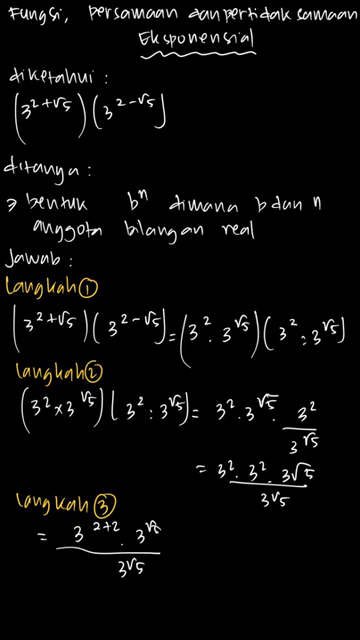 Fungsi, persamaan dan pertidaksamaan
Eksponensial
diketahui :
(3^{2+√5}) (3^{2-√5})
ditanya :
⇒ bentuk b^n dimana b dan n
anggota bilangan real
Jawab :
langkah ①
(3^{2+√5}) (3^{2-√5}) = (3^2 . 3^{√5}) (3^2 : 3^{√5})
langkah ②
(3^2 × 3^{√5}) (3^2 : 3^{√5}) = 3^2 . 3^{√5} . 3^2 / 3^{√5}
= 3^2 . 3^2 . 3√5 / 3^{√5}
langkah ③
= 3^{2+2} . 3^{√5} / 3^{√5}